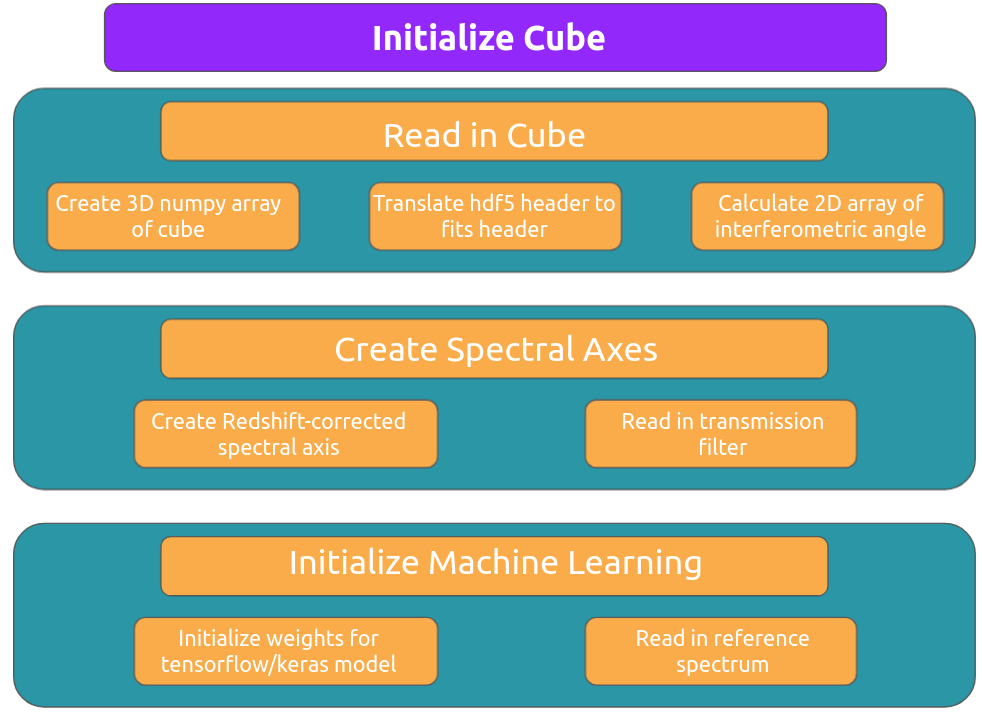 Initialize Cube
Read in Cube
Create 3D numpy array
of cube
Translate hdf5 header to
fits header
Calculate 2D array of
interferometric angle
Create Spectral Axes
Create Redshift-corrected
spectral axis
Read in transmission
filter
Initialize Machine Learning
Initialize weights for
tensorflow/keras model
Read in reference
spectrum